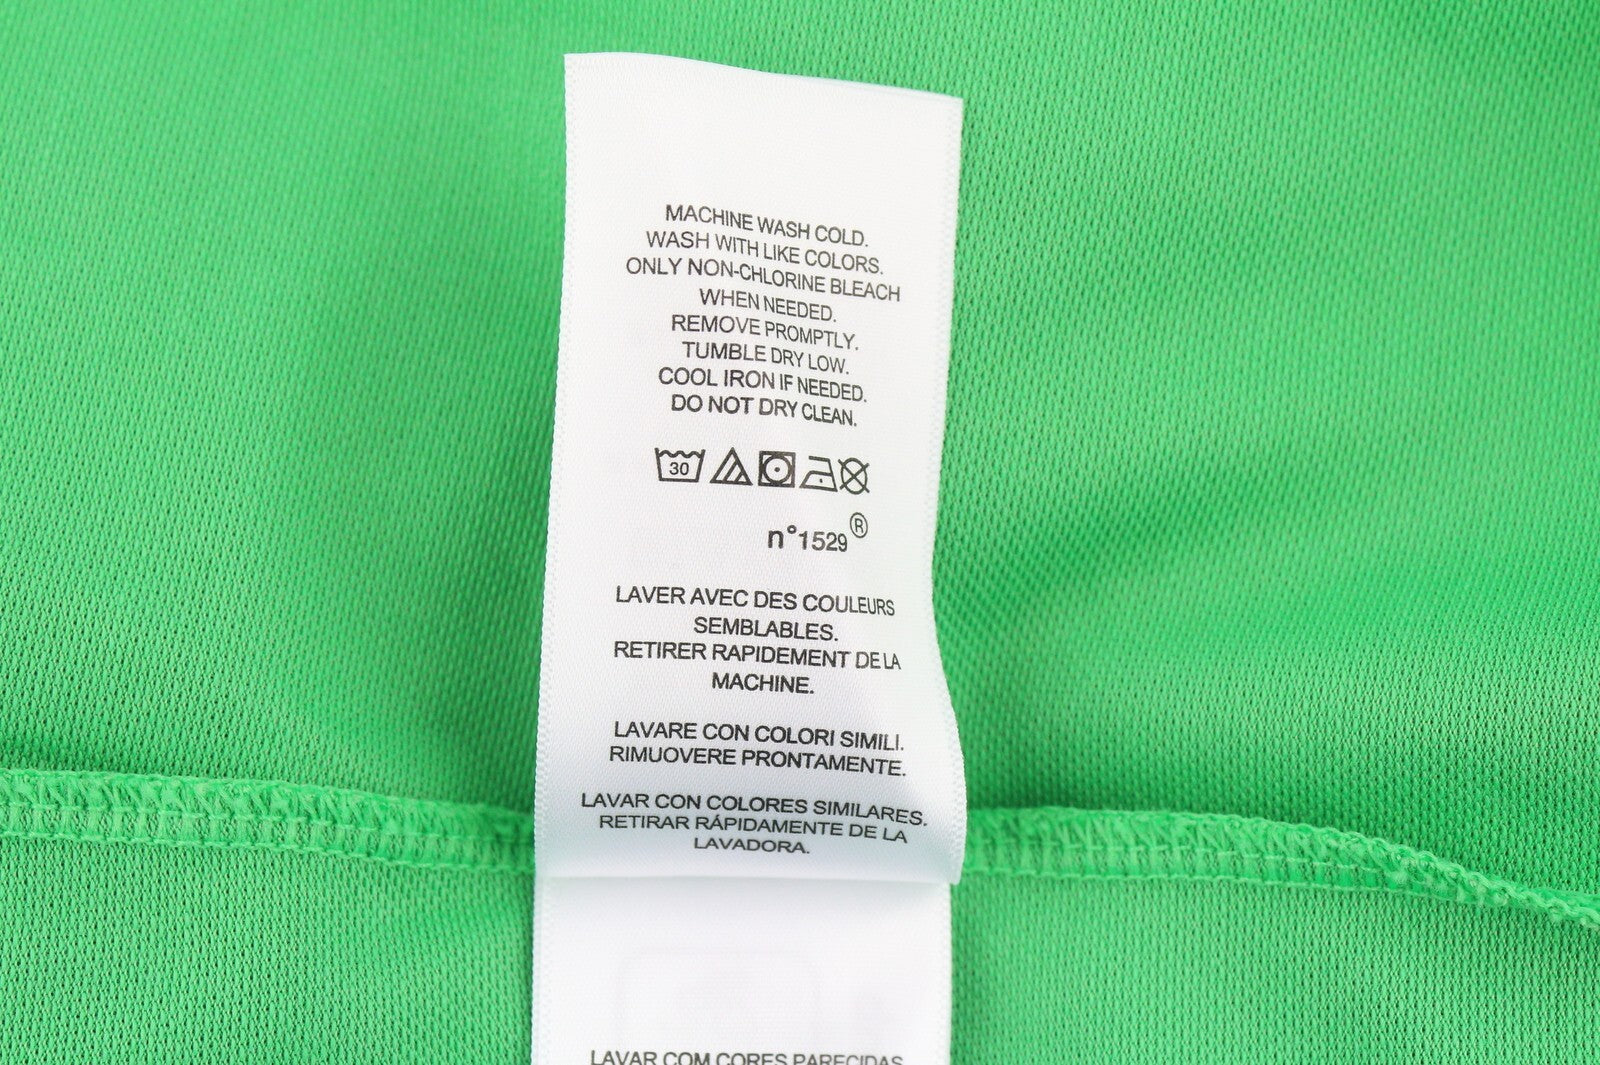 MACHINE WASH COLD.
WASH WITH LIKE COLORS.
ONLY NON-CHLORINE BLEACH
WHEN NEEDED.
REMOVE PROMPTLY.
TUMBLE DRY LOW.
COOL IRON IF NEEDED.
DO NOT DRY CLEAN.
30
n°1529®
LAVER AVEC DES COULEURS
SEMBLABLES.
RETIRER RAPIDEMENT DE LA
MACHINE.
LAVARE CON COLORI SIMILI.
RIMUOVERE PRONTAMENTE.
LAVAR CON COLORES SIMILARES.
RETIRAR RÁPIDAMENTE DE LA
LAVADORA.
LAVAR COM CORES PARECIDAS